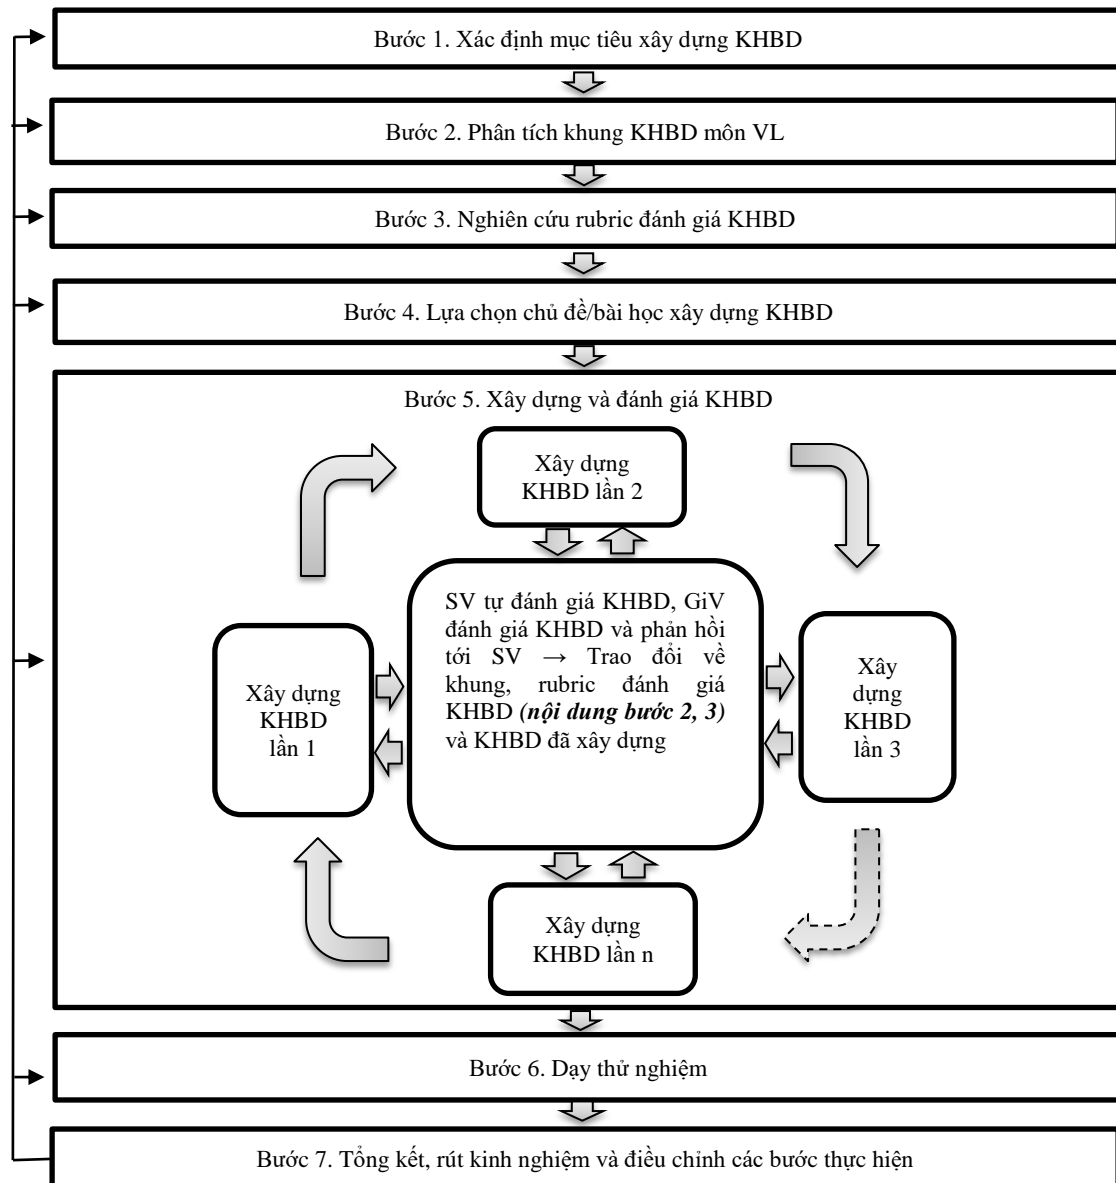 Bước 1. Xác định mục tiêu xây dựng KHBD
Bước 2. Phân tích khung KHBD môn VL
Bước 3. Nghiên cứu rubric đánh giá KHBD
Bước 4. Lựa chọn chủ đề/bài học xây dựng KHBD
Bước 5. Xây dựng và đánh giá KHBD
Xây dựng
KHBD lần 2
SV tự đánh giá KHBD, GiV
đánh giá KHBD và phản hồi
tới SV → Trao đổi về
khung, rubric đánh giá
KHBD (nội dung bước 2, 3)
và KHBD đã xây dựng
Xây dựng
KHBD
lần 1
Xây
dựng
KHBD
lần 3
Xây dựng
KHBD lần n
Bước 6. Dạy thử nghiệm
Bước 7. Tổng kết, rút kinh nghiệm và điều chỉnh các bước thực hiện